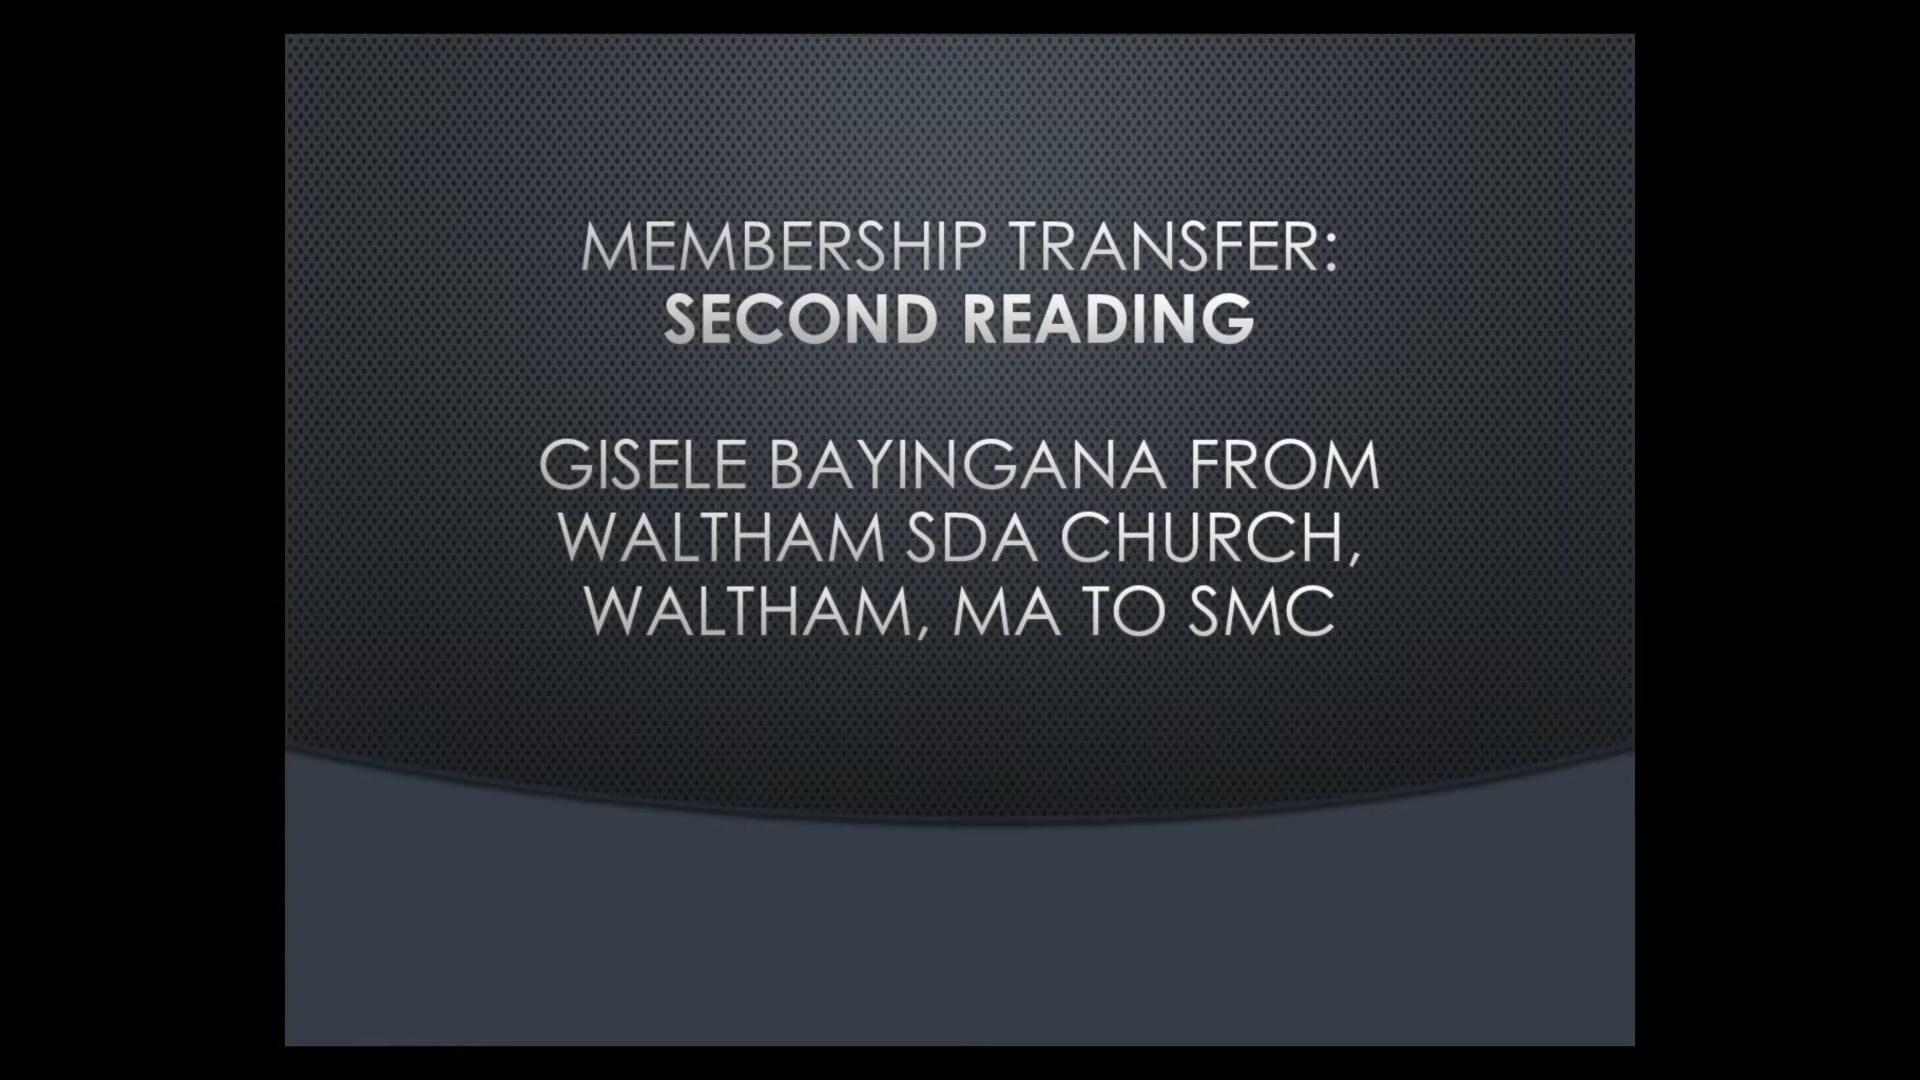 MEMBERSHIP TRANSFER:
SECOND READING
GISELE BAYINGANA FROM
WALTHAM SDA CHURCH,
WALTHAM, MA TO SMC